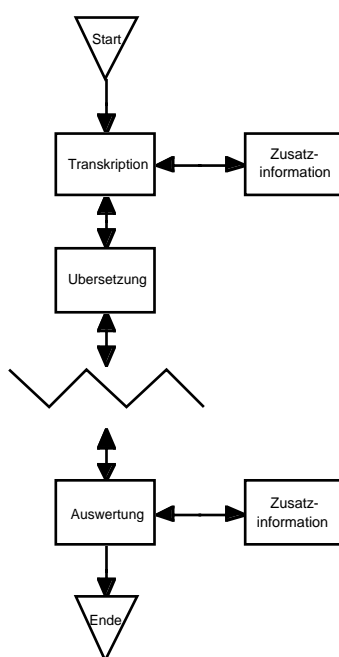 Start
Transkription
Zusatz-
information
Ubersetzung
Auswertung
Zusatz-
information
Ende